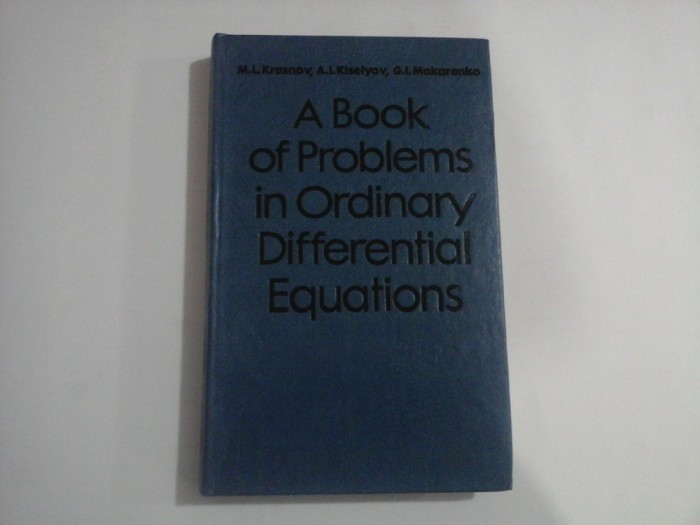 M.L.Krasnov, A.I.Kiselyov, G.I.Makarenko
A Book
of Problems
in Ordinary
Differential
Equations